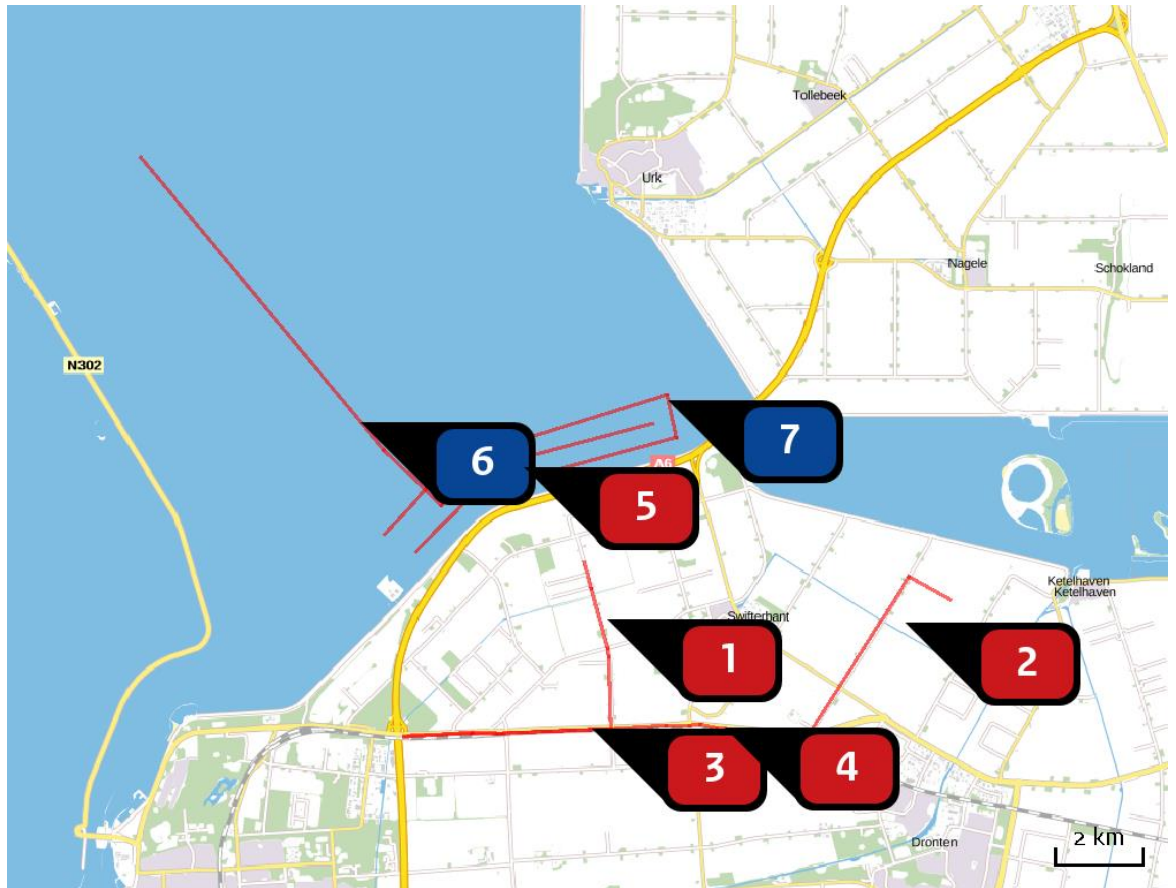 Tollebeek
Urk
Nagele
Schokland
N302
7
6
A6
5
Ketelhaven
Ketelhaven
Swifterbant
1
2
3
4
Dronten
2 km